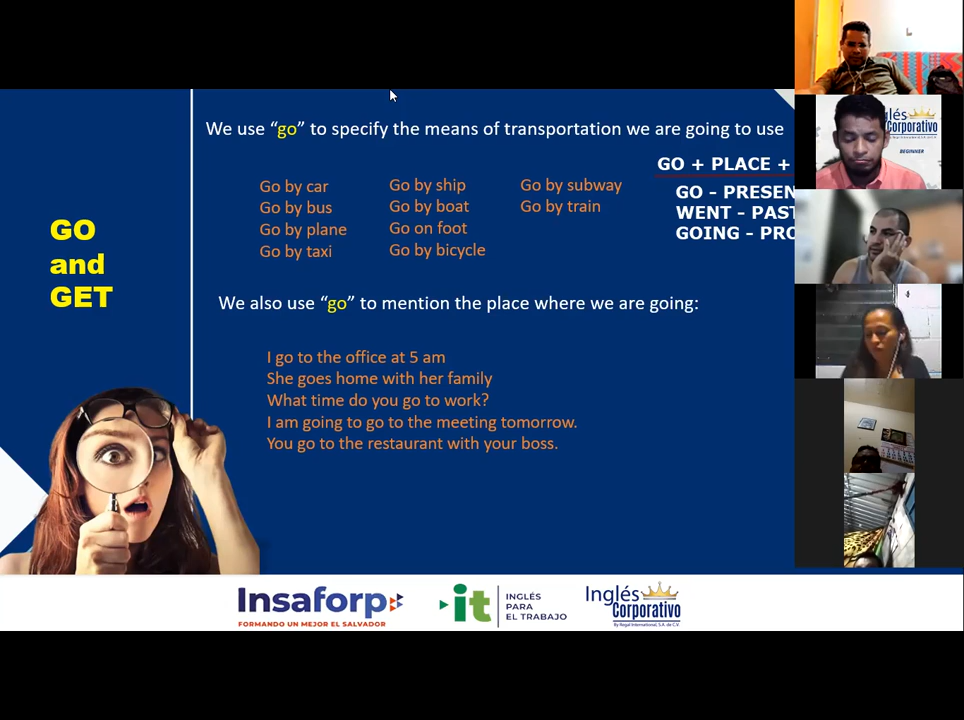 We use “go” to specify the means of transportation we are going to use
GO + PLACE +
GO - PRESEN
WENT - PAST
GOING - PRO
Go by car
Go by bus
Go by plane
Go by taxi
Go by ship
Go by boat
Go on foot
Go by bicycle
Go by subway
Go by train
GO
and
GET
We also use “go” to mention the place where we are going:
I go to the office at 5 am
She goes home with her family
What time do you go to work?
I am going to go to the meeting tomorrow.
You go to the restaurant with your boss.
glés
Corporativo
BEGINNER
Insaforp
FORMANDO UN MEJOR EL SALVADOR
it
INGLÉS
PARA
EL TRABAJO
Inglés
Corporativo
By Regal International, S.A. de C.V.